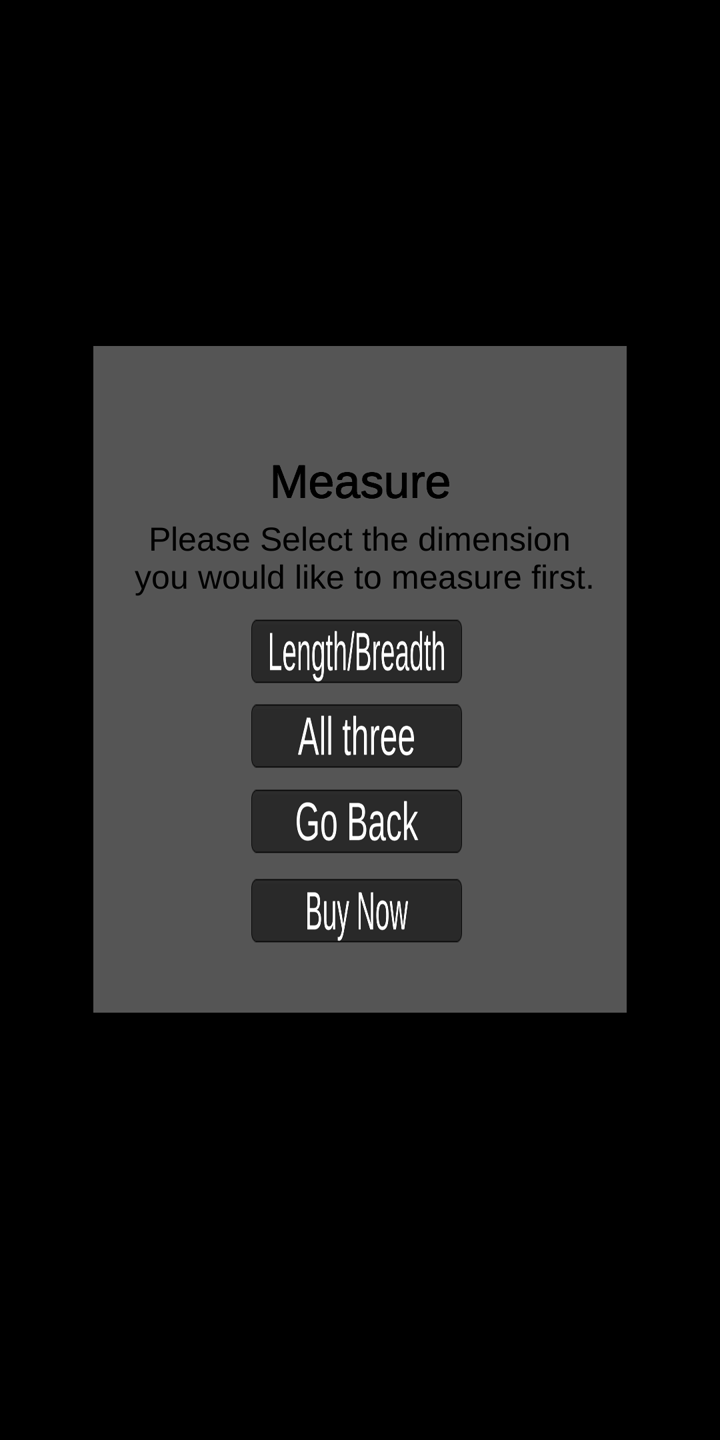 Measure
Please Select the dimension
you would like to measure first.
Length/Breadth
All three
Go Back
Buy Now